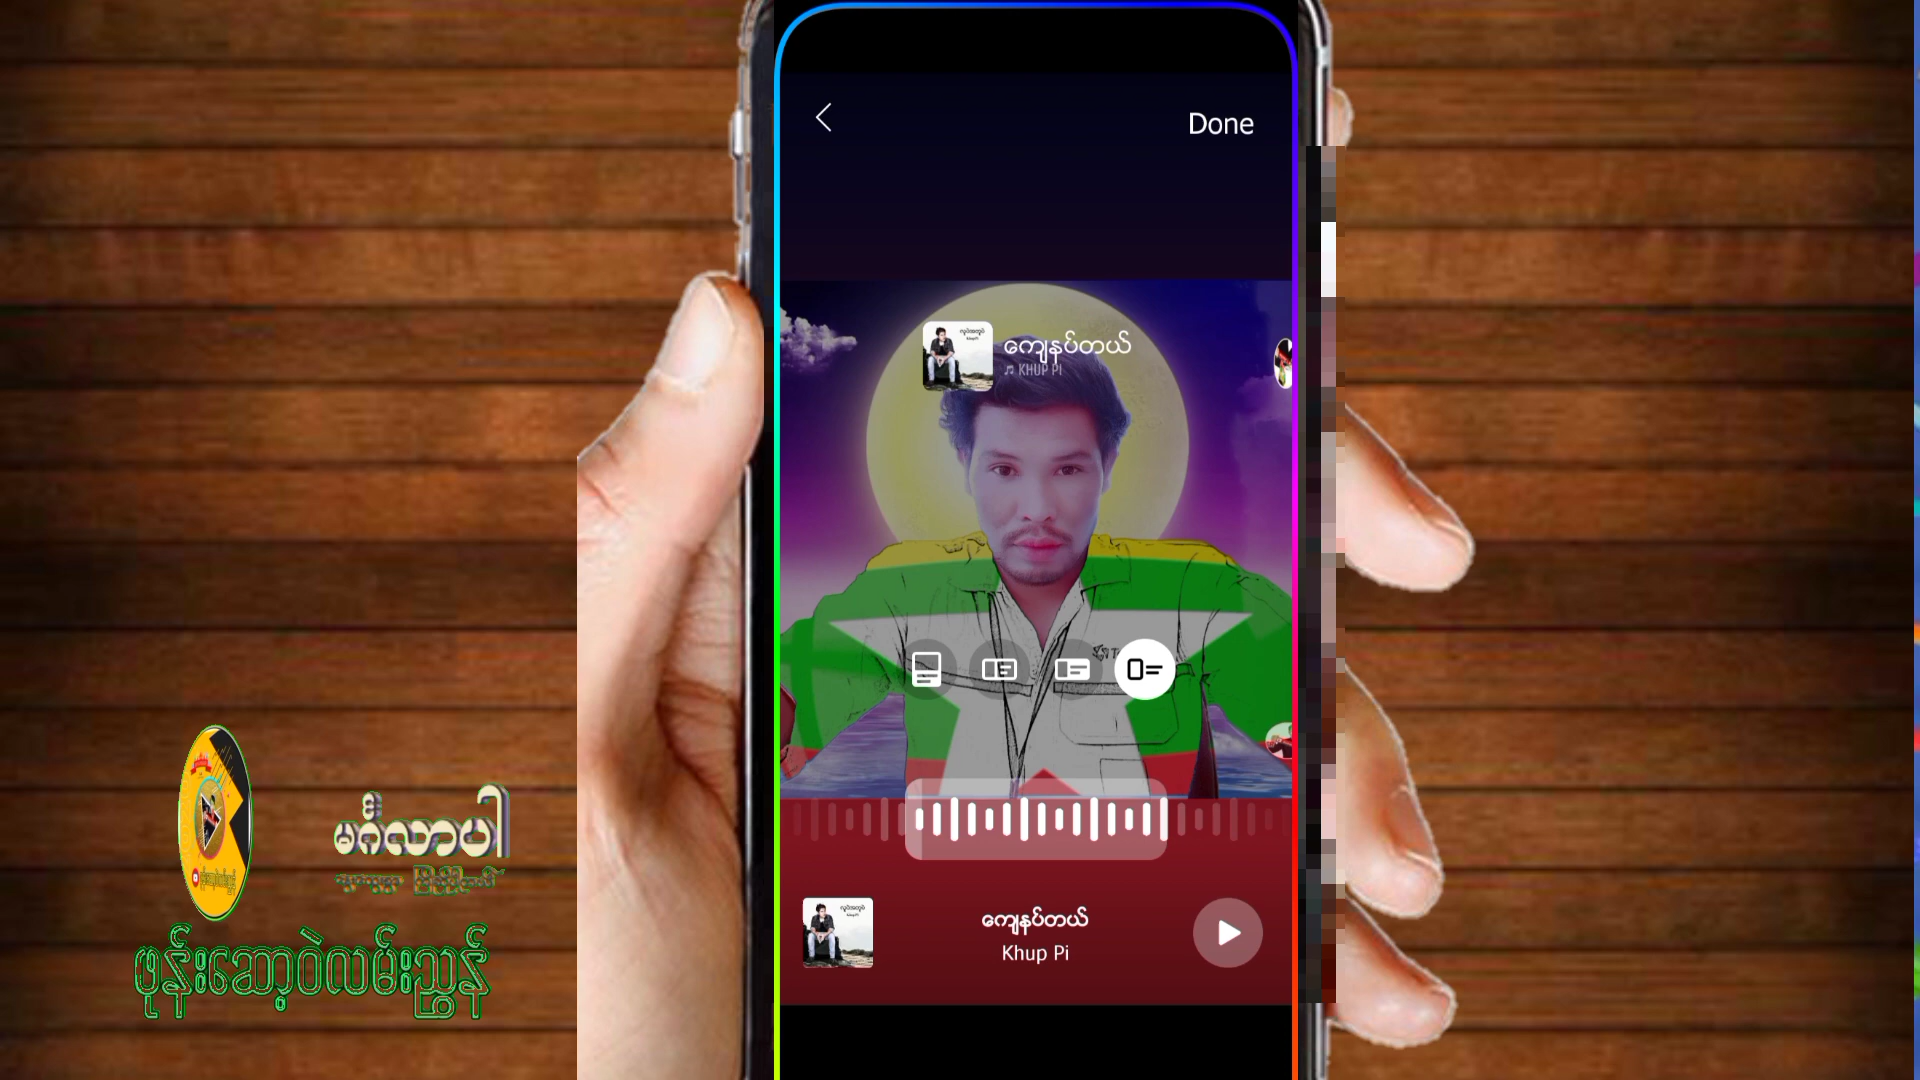 Done
ကျေနပ်တယ်
♬ KHUP PI
ကျေနပ်တယ်
Khup Pi
မင်္ဂလာပါ
ဖုန်းဆော့ဝဲလမ်းညွှန်